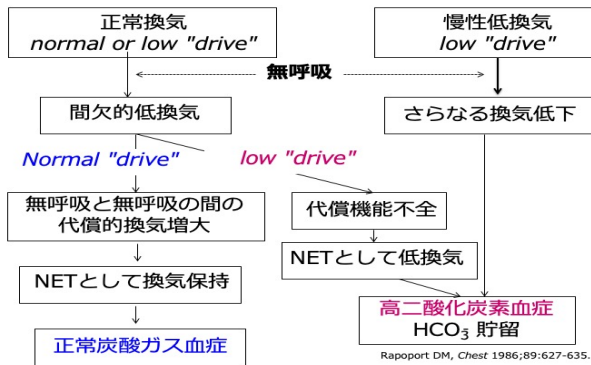 正常換気
normal or low "drive"
慢性低換気
low "drive"
無呼吸
間欠的低換気
さらなる換気低下
Normal "drive"
low "drive"
無呼吸と無呼吸の間の
代償的換気増大
代償機能不全
NETとして換気保持
NETとして低換気
正常炭酸ガス血症
高二酸化炭素血症
HCO3̄ 貯留
Rapoport DM, Chest 1986;89:627-635.